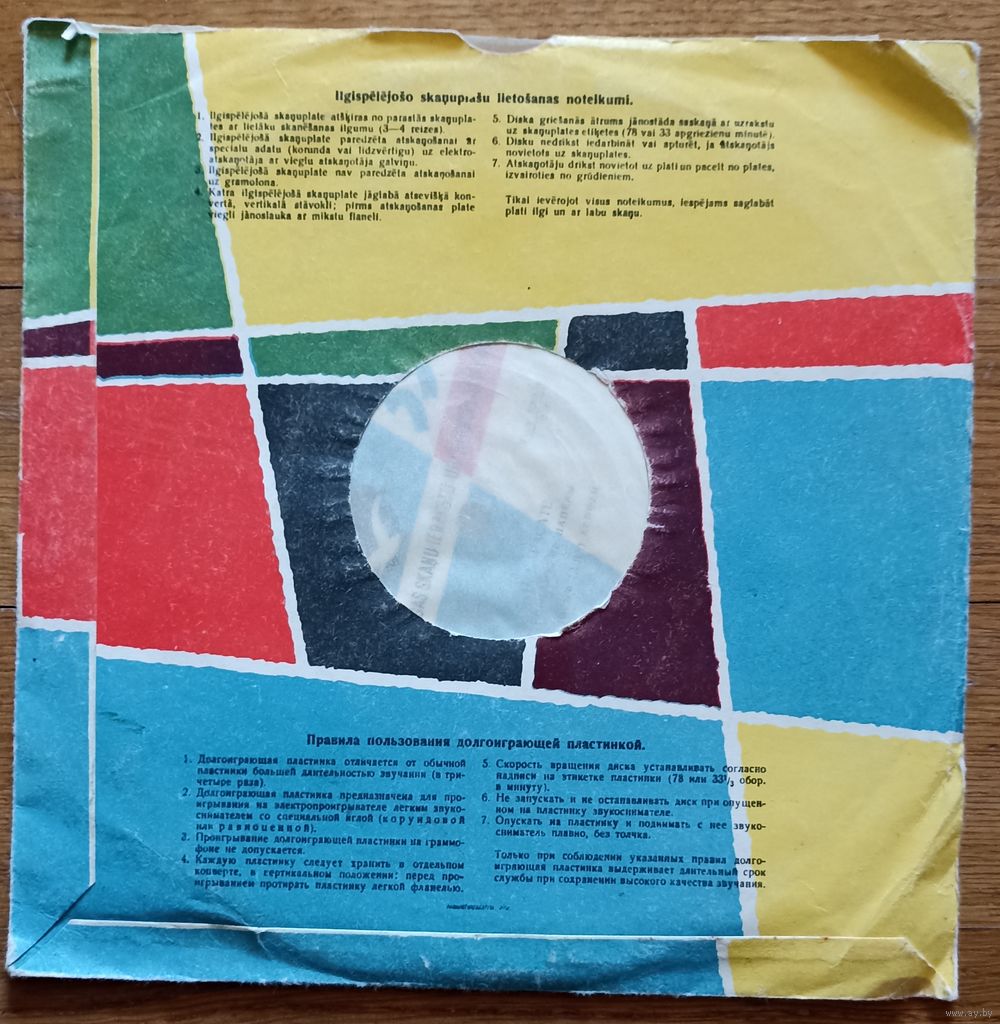 Ilgispēlējošo skaņuplašu lietošanas noteikumi.
1. Ilgispēlējošā skaņuplate atšķiras no parastās skaņupla-
tes ar lielāku skanēšanas ilgumu (3—4 reizes).
2. Ilgispēlējošā skaņuplate paredzēta atskaņošanai ar
speciālu adatu (korunda vai līdzvērtīgu) uz elektro-
atskaņotāja ar vieglu atskaņotāja galviņu.
3. Ilgispēlējošā skaņuplate nav paredzēta atskaņošanai
uz gramofona.
4. Katra ilgispēlējošā skaņuplate jāglabā atsevišķā kon-
vertā, vertikalā stāvoklī; pirms atskaņošanas plate
viegli jānoslauka ar mīkstu flaneli.
5. Diska griešanās ātrums jānostāda saskaņā ar uzrakstu
uz skaņuplates etiķetes (78 vai 33 apgriezienu minutē).
6. Disku nedrīkst iedarbināt vai apturēt, ja atskaņotājs
novietots uz skaņuplates.
7. Atskaņotāju drīkst novietot uz plati un pacelt no plates,
izvairoties no grūdieniem.
Tikai ievērojot visus noteikumus, iespējams saglabāt
plati ilgi un ar labu skaņu.
AS SKAŅU IERAKST
Правила пользования долгоиграющей пластинкой.
1. Долгоиграющая пластинка отличается от обычной
пластинки большей длительностью звучания (в три-
четыре раза).
2. Долгоиграющая пластинка предназначена для про-
игрывания на электропроигрывателе легким звуко-
снимателем со специальной иглой (корундовой
или равноценной).
3. Проигрывание долгоиграющей пластинки на граммо-
фоне не допускается.
4. Каждую пластинку следует хранить в отдельном
конверте, в вертикальном положении: перед про-
игрыванием протирать пластинку легкой фланелью.
5. Скорость вращения диска устанавливать согласно
надписи на этикетке пластинки (78 или 33⅓ обор.
в минуту).
6. Не запускать и не останавливать диск при опущен-
ном на пластинку звукоснимателе.
7. Опускать на пластинку и поднимать с нее звуко-
сниматель плавно, без толчка.
Только при соблюдении указанных правил долго-
играющая пластинка выдерживает длительный срок
службы при сохранении высокого качества звучания.
www.ay.by